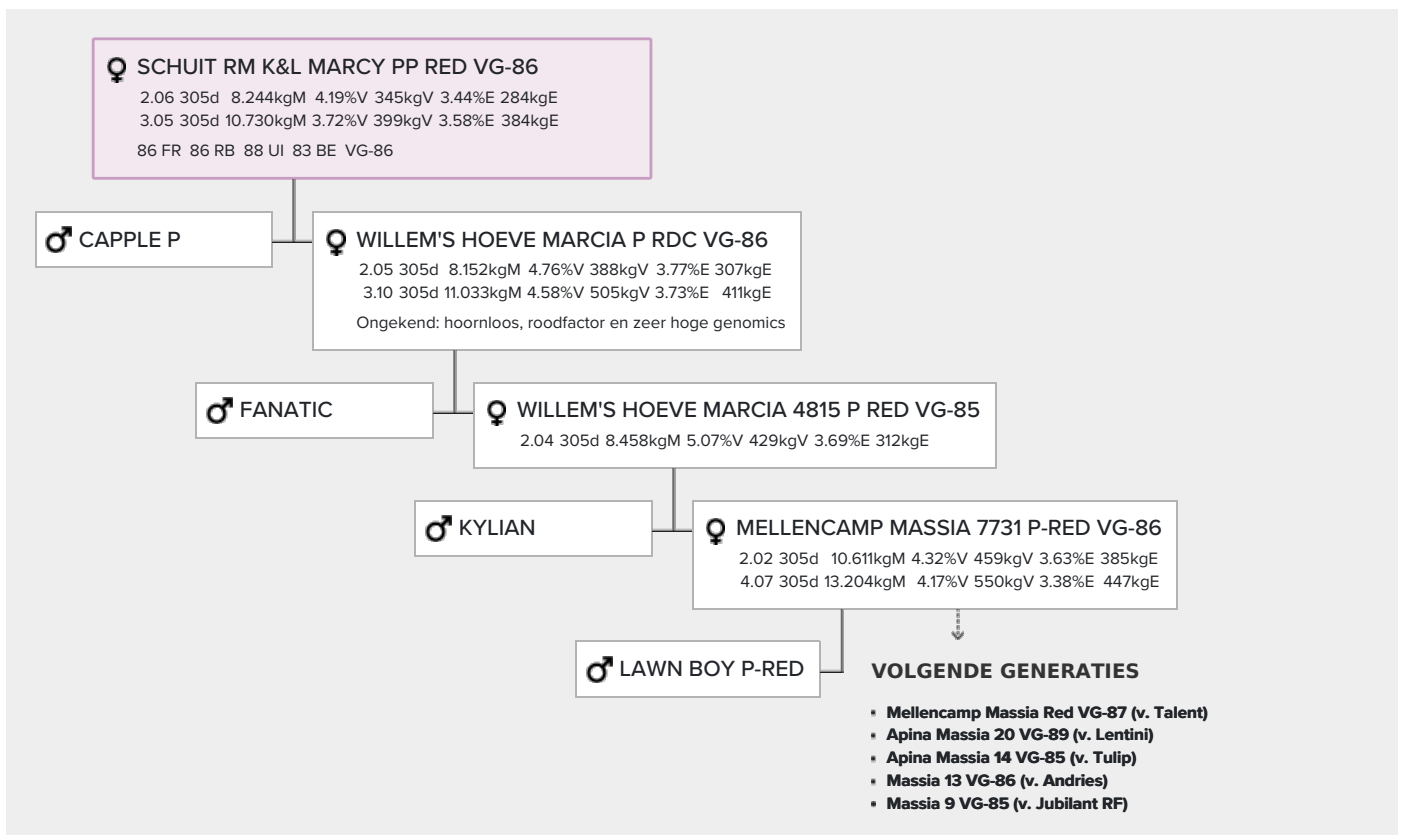 SCHUIT RM K&L MARCY PP RED VG-86
2.06 305d 8.244kgM 4.19%V 345kgV 3.44%E 284kgE
3.05 305d 10.730kgM 3.72%V 399kgV 3.58%E 384kgE
86 FR 86 RB 88 UI 83 BE VG-86
CAPPLE P
WILLEM'S HOEVE MARCIA P RDC VG-86
2.05 305d 8.152kgM 4.76%V 388kgV 3.77%E 307kgE
3.10 305d 11.033kgM 4.58%V 505kgV 3.73%E 411kgE
Ongekend: hoornloos, roodfactor en zeer hoge genomics
FANATIC
WILLEM'S HOEVE MARCIA 4815 P RED VG-85
2.04 305d 8.458kgM 5.07%V 429kgV 3.69%E 312kgE
KYLIAN
MELLENCAMP MASSIA 7731 P-RED VG-86
2.02 305d 10.611kgM 4.32%V 459kgV 3.63%E 385kgE
4.07 305d 13.204kgM 4.17%V 550kgV 3.38%E 447kgE
LAWN BOY P-RED
VOLGENDE GENERATIES
Mellencamp Massia Red VG-87 (v. Talent)
Apina Massia 20 VG-89 (v. Lentini)
Apina Massia 14 VG-85 (v. Tulip)
Massia 13 VG-86 (v. Andries)
Massia 9 VG-85 (v. Jubilant RF)